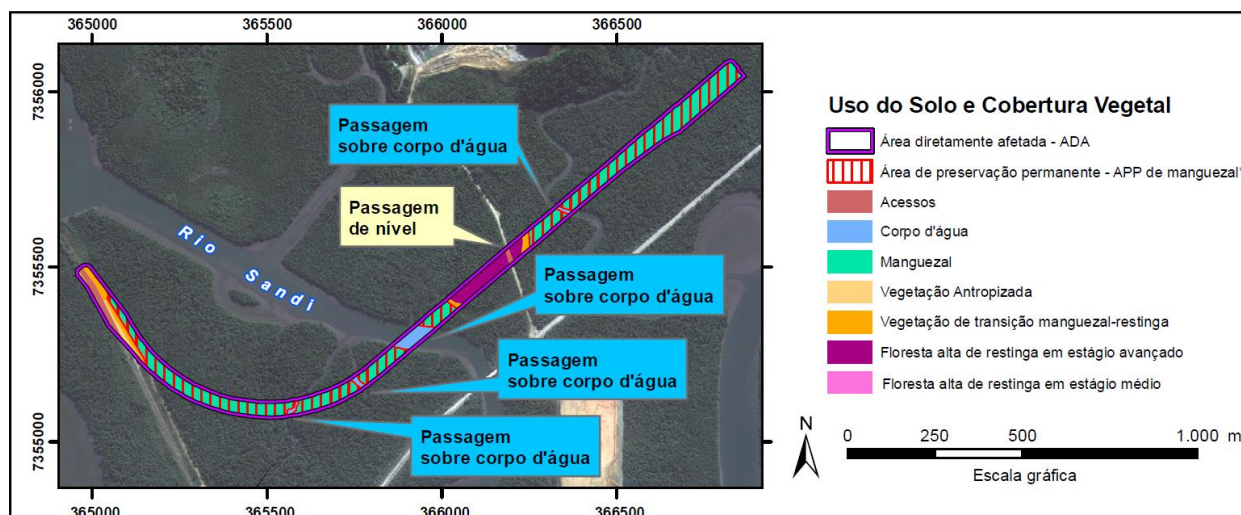 365000 365500 366000 366500
7356000
7355500
7355000
7356000
7355500
7355000
365000 365500 366000 366500
Passagem
sobre corpo d'água
Passagem
de nível
Rio Sandi
Passagem
sobre corpo d'água
Passagem
sobre corpo d'água
Passagem
sobre corpo d'água
Uso do Solo e Cobertura Vegetal
Área diretamente afetada - ADA
Área de preservação permanente - APP de manguezal*
Acessos
Corpo d'água
Manguezal
Vegetação Antropizada
Vegetação de transição manguezal-restinga
Floresta alta de restinga em estágio avançado
Floresta alta de restinga em estágio médio
N
0 250 500 1.000 m
Escala gráfica